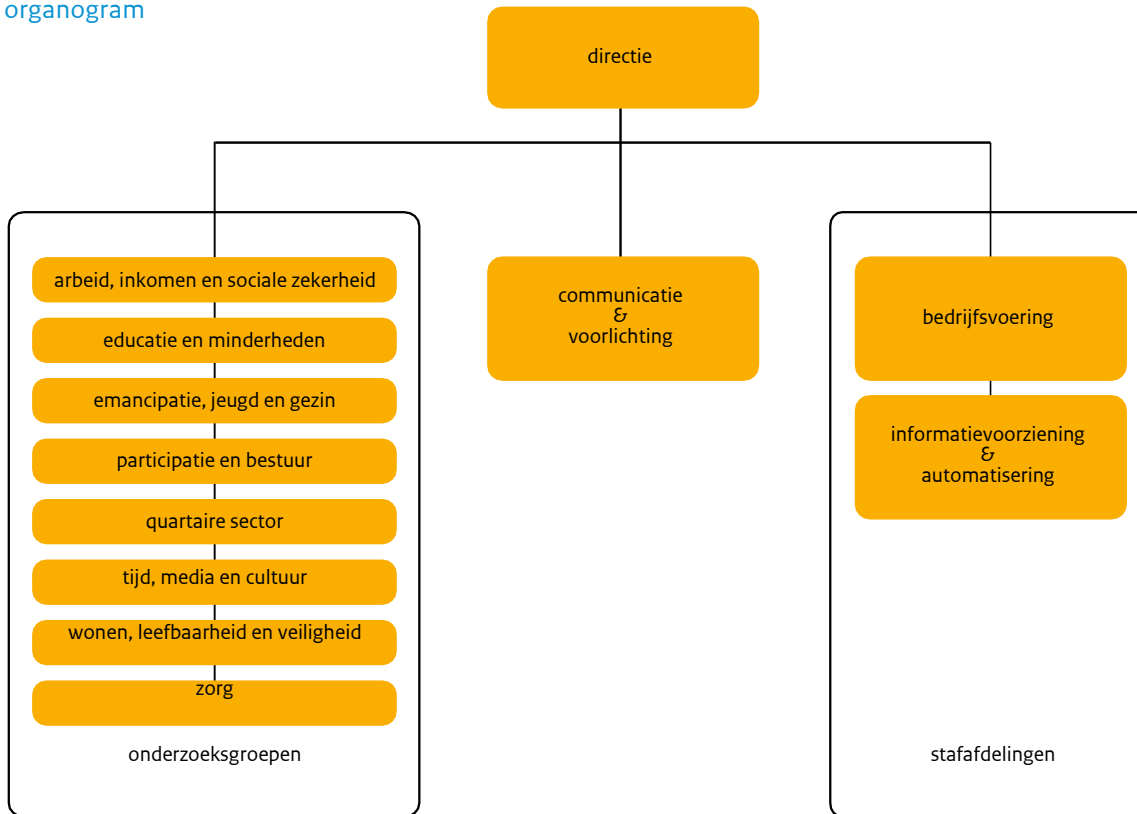 organogram
directie
arbeid, inkomen en sociale zekerheid
educatie en minderheden
emancipatie, jeugd en gezin
participatie en bestuur
quartaire sector
tijd, media en cultuur
wonen, leefbaarheid en veiligheid
zorg
onderzoeksgroepen
communicatie
&
voorlichting
bedrijfsvoering
informatievoorziening
&
automatisering
stafafdelingen